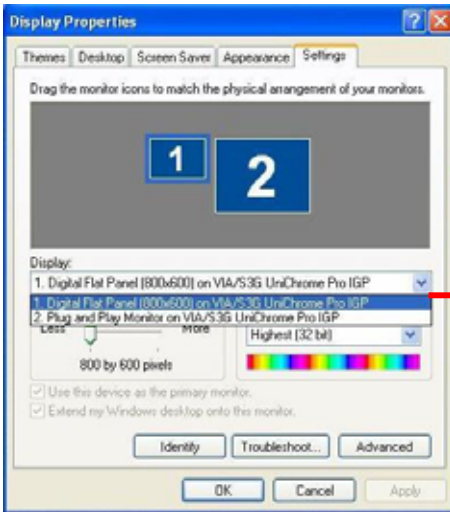 Display Properties
Themes Desktop Screen Saver Appearance Settings
Drag the monitor icons to match the physical arrangement of your monitors.
1 2
Display:
1. Digital Flat Panel (800x600) on VIA/S3G UniChrome Pro IGP
1. Digital Flat Panel (800x600) on VIA/S3G UniChrome Pro IGP
2. Plug and Play Monitor on VIA/S3G UniChrome Pro IGP
Less More Highest (32 bit)
800 by 600 pixels
Use this device as the primary monitor.
Extend my Windows desktop onto this monitor.
Identify Troubleshoot... Advanced
OK Cancel Apply